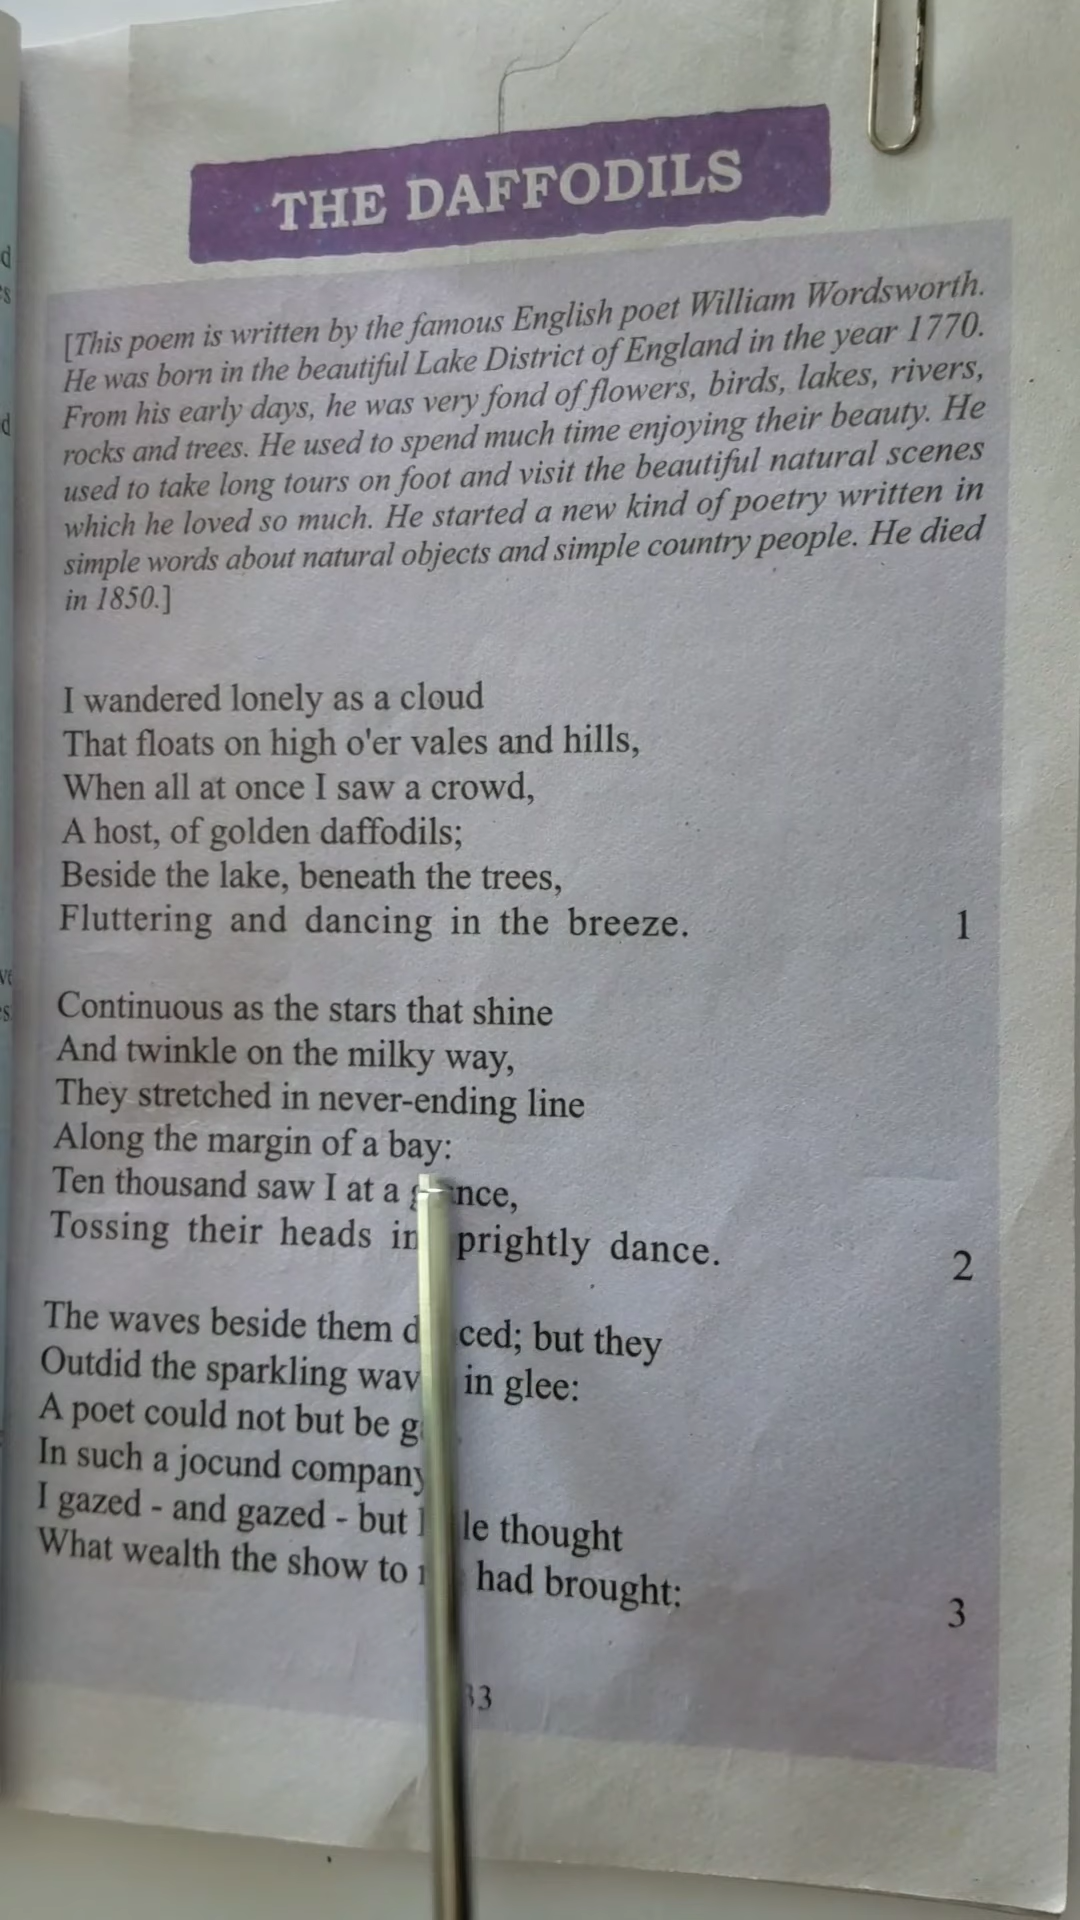 THE DAFFODILS
[This poem is written by the famous English poet William Wordsworth.
He was born in the beautiful Lake District of England in the year 1770.
From his early days, he was very fond of flowers, birds, lakes, rivers,
rocks and trees. He used to spend much time enjoying their beauty. He
used to take long tours on foot and visit the beautiful natural scenes
which he loved so much. He started a new kind of poetry written in
simple words about natural objects and simple country people. He died
in 1850.]
I wandered lonely as a cloud
That floats on high o'er vales and hills,
When all at once I saw a crowd,
A host, of golden daffodils;
Beside the lake, beneath the trees,
Fluttering and dancing in the breeze. 1
Continuous as the stars that shine
And twinkle on the milky way,
They stretched in never-ending line
Along the margin of a bay:
Ten thousand saw I at a
Tossing their heads in dance. 2
The waves beside them but they
Outdid the sparkling in glee:
A poet could not but be
In such a jocund company
I gazed - and gazed - but thought
What wealth the show to had brought: 3